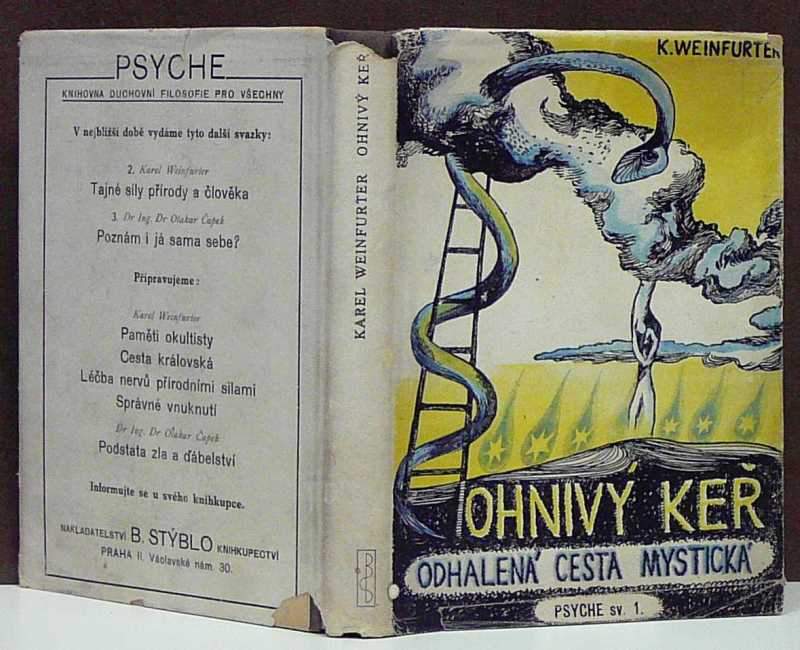 PSYCHE
KNIHOVNA DUCHOVNÍ FILOSOFIE PRO VŠECHNY
V nejbližší době vydáme tyto další svazky:
2. Karel Weinfurter
Tajné síly přírody a člověka
3. Dr Ing. Dr Otakar Čapek
Poznám i já sama sebe?
Připravujeme:
Karel Weinfurter
Paměti okultisty
Cesta královská
Léčba nervů přírodními silami
Správné vnuknutí
Dr Ing. Dr Otakar Čapek
Podstata zla a ďábelství
Informujte se u svého knihkupce.
NAKLADATELSTVÍ B. STÝBLO KNIHKUPECTVÍ
PRAHA II. Václavské nám. 30.
KAREL WEINFURTER OHNIVÝ KEŘ
K. WEINFURTER
OHNIVÝ KEŘ
ODHALENÁ CESTA MYSTICKÁ
PSYCHE sv. 1.